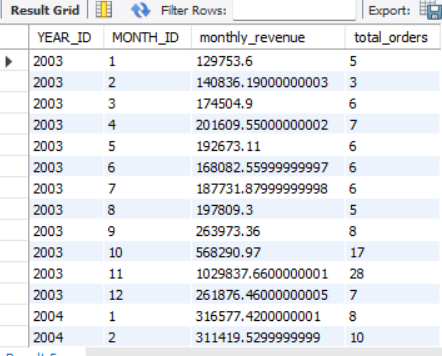 Result Grid Filter Rows: Export:
YEAR_ID MONTH_ID monthly_revenue total_orders
2003 1 129753.6 5
2003 2 140836.19000000003 3
2003 3 174504.9 6
2003 4 201609.55000000002 7
2003 5 192673.11 6
2003 6 168082.55999999997 6
2003 7 187731.87999999998 6
2003 8 197809.3 5
2003 9 263973.36 8
2003 10 568290.97 17
2003 11 1029837.6600000001 28
2003 12 261876.46000000005 7
2004 1 316577.4200000001 8
2004 2 311419.5299999999 10